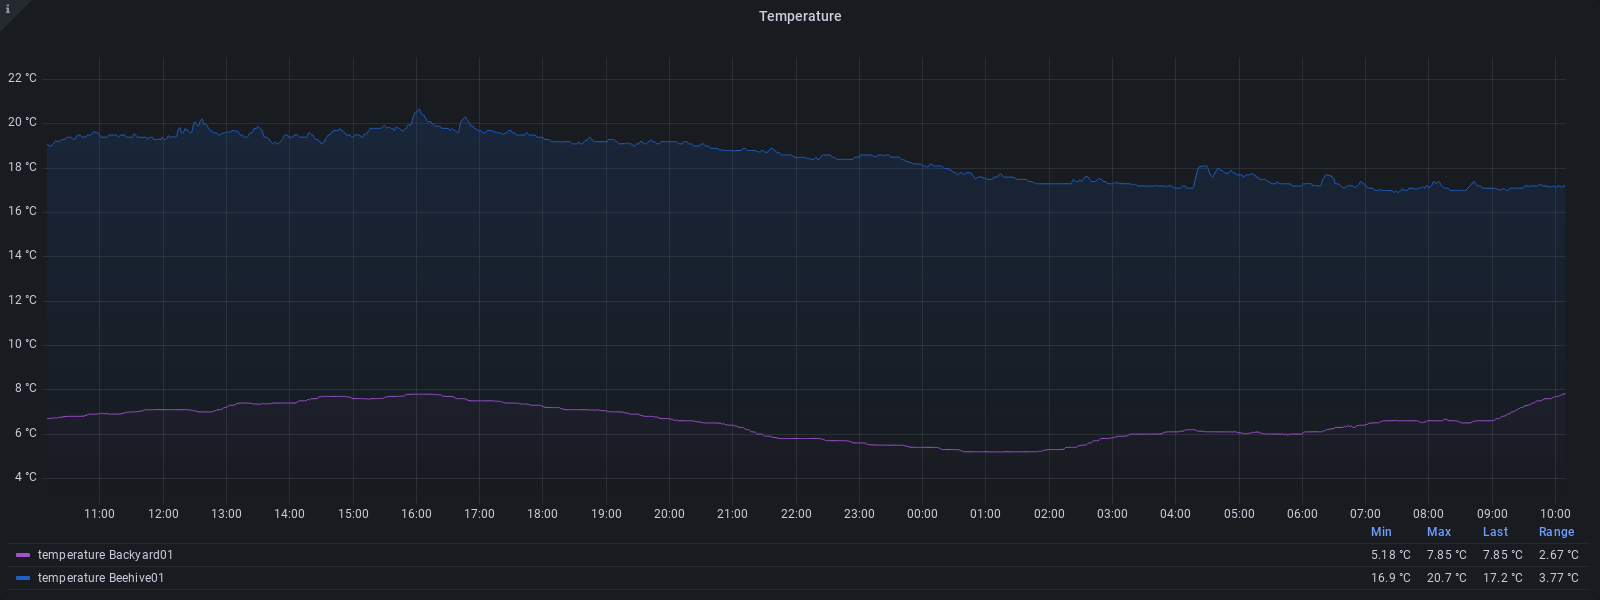 i
Temperature
22 °C
20 °C
18 °C
16 °C
14 °C
12 °C
10 °C
8 °C
6 °C
4 °C
11:00 12:00 13:00 14:00 15:00 16:00 17:00 18:00 19:00 20:00 21:00 22:00 23:00 00:00 01:00 02:00 03:00 04:00 05:00 06:00 07:00 08:00 09:00 10:00
Min Max Last Range
temperature Backyard01 5.18 °C 7.85 °C 7.85 °C 2.67 °C
temperature Beehive01 16.9 °C 20.7 °C 17.2 °C 3.77 °C